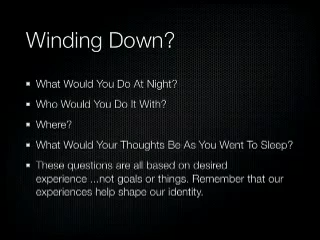 Winding Down?
What Would You Do At Night?
Who Would You Do It With?
Where?
What Would Your Thoughts Be As You Went To Sleep?
These questions are all based on desired
experience ...not goals or things. Remember that our
experiences help shape our identity.